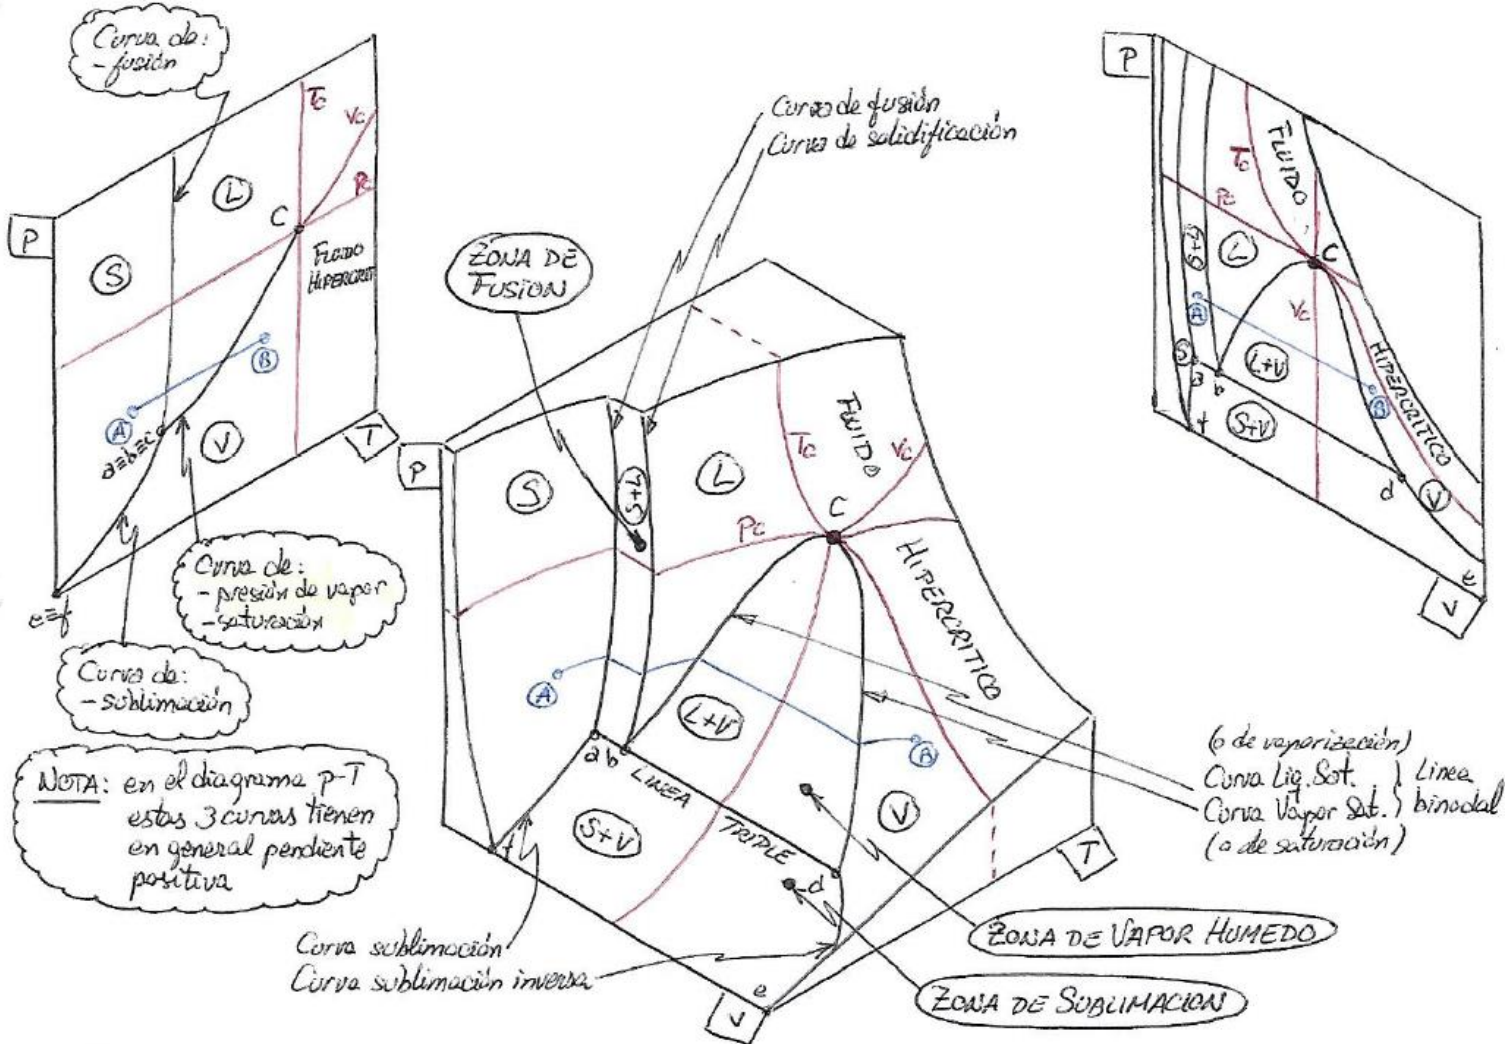 Curva de:
- fusión
P
S
L
Tc
Vc
Pc
C
FLUIDO
HIPERCRIT
A
B
a≡b≡c
V
T
e≡f
Curva de:
- presión de vapor
- saturación
Curva de:
- sublimación
NOTA: en el diagrama p-T
estas 3 curvas tienen
en general pendiente
positiva
Curva de fusión
Curva de solidificación
ZONA DE
FUSION
P
S
S+L
L
Tc
FLUIDO
Vc
C
Pc
HIPERCRITICO
A
L+V
B
a b
LINEA
TRIPLE
S+V
V
f
d
T
e
V
Curva sublimación
Curva sublimación inversa
ZONA DE VAPOR HUMEDO
ZONA DE SUBLIMACION
(o de vaporización)
Curva Liq. Sat.
Curva Vapor Sat.
(o de saturación)
Linea
binodal
P
Tc
FLUIDO
Pc
S+L
L
C
A
Vc
S
a
b
L+V
HIPERCRITICO
B
f
S+V
d
V
e
V